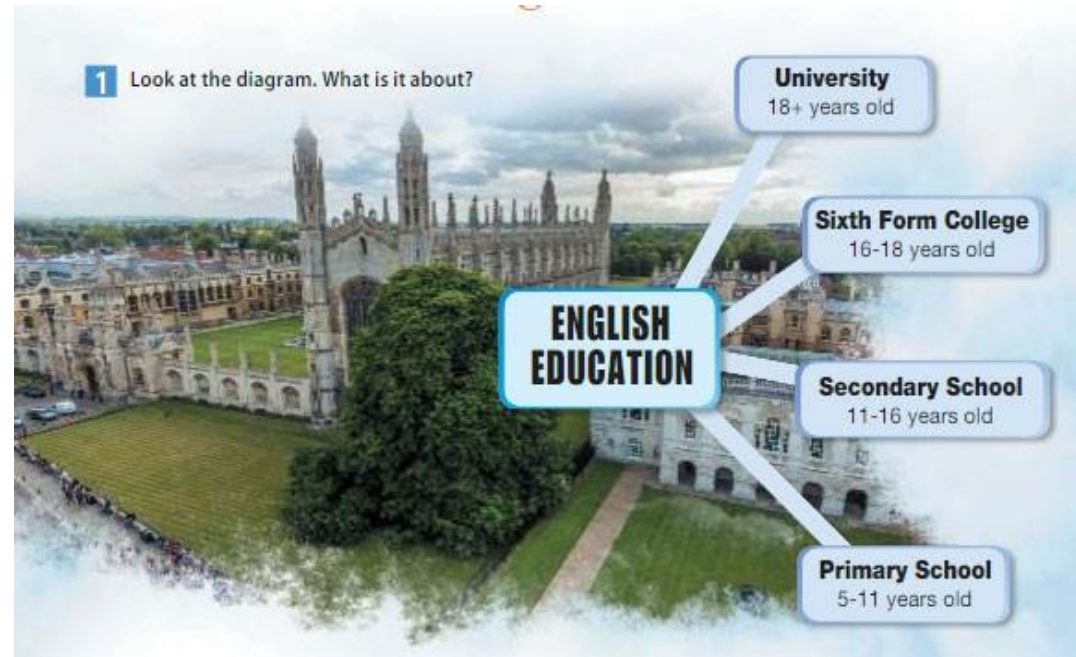 1 Look at the diagram. What is it about?
University
18+ years old
Sixth Form College
16-18 years old
ENGLISH
EDUCATION
Secondary School
11-16 years old
Primary School
5-11 years old